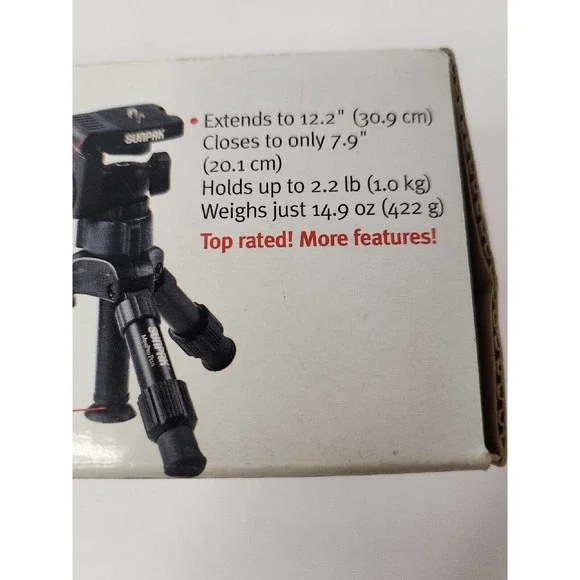 • Extends to 12.2" (30.9 cm)
Closes to only 7.9"
(20.1 cm)
Holds up to 2.2 lb (1.0 kg)
Weighs just 14.9 oz (422 g)
Top rated! More features!
SUNPAK
SUNPAK